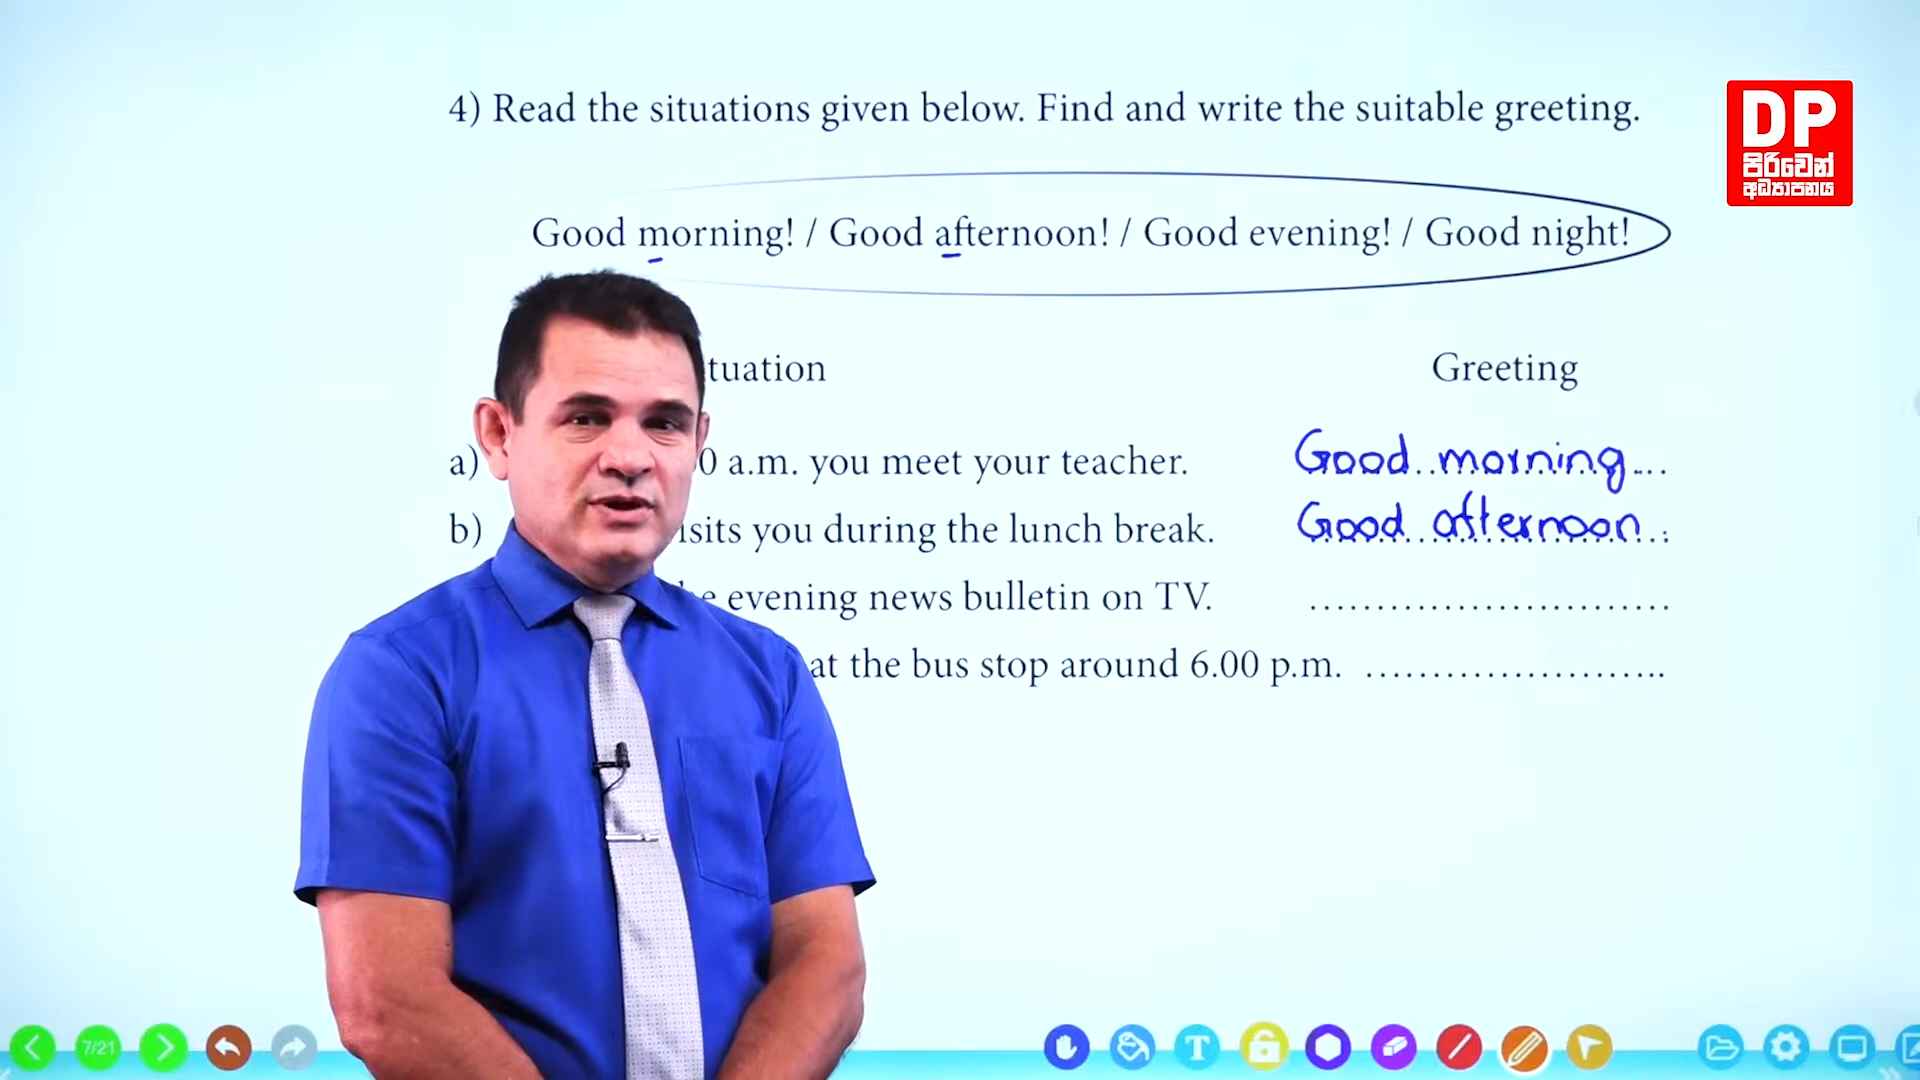 4) Read the situations given below. Find and write the suitable greeting.
DP
පිරිවෙන්
අධ්‍යාපනය
Good morning! / Good afternoon! / Good evening! / Good night!
tuation Greeting
a) 0 a.m. you meet your teacher. Good morning
b) isits you during the lunch break. Good afternoon
evening news bulletin on TV. ...........................
at the bus stop around 6.00 p.m. .......................
7/21
T